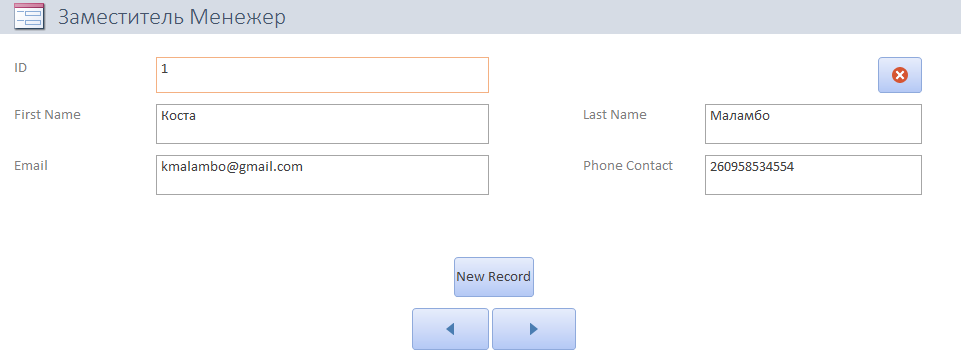 Заместитель Менежер
ID 1
First Name Коста Last Name Маламбо
Email kmalambo@gmail.com Phone Contact 260958534554
New Record